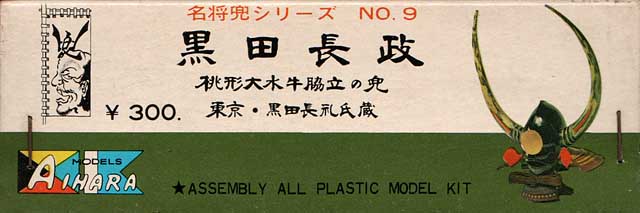 名将兜シリーズ NO.9
黒田長政
桃形大水牛脇立の兜
¥300.
東京・黒田長礼氏蔵
MODELS
AIHARA
★ASSEMBLY ALL PLASTIC MODEL KIT